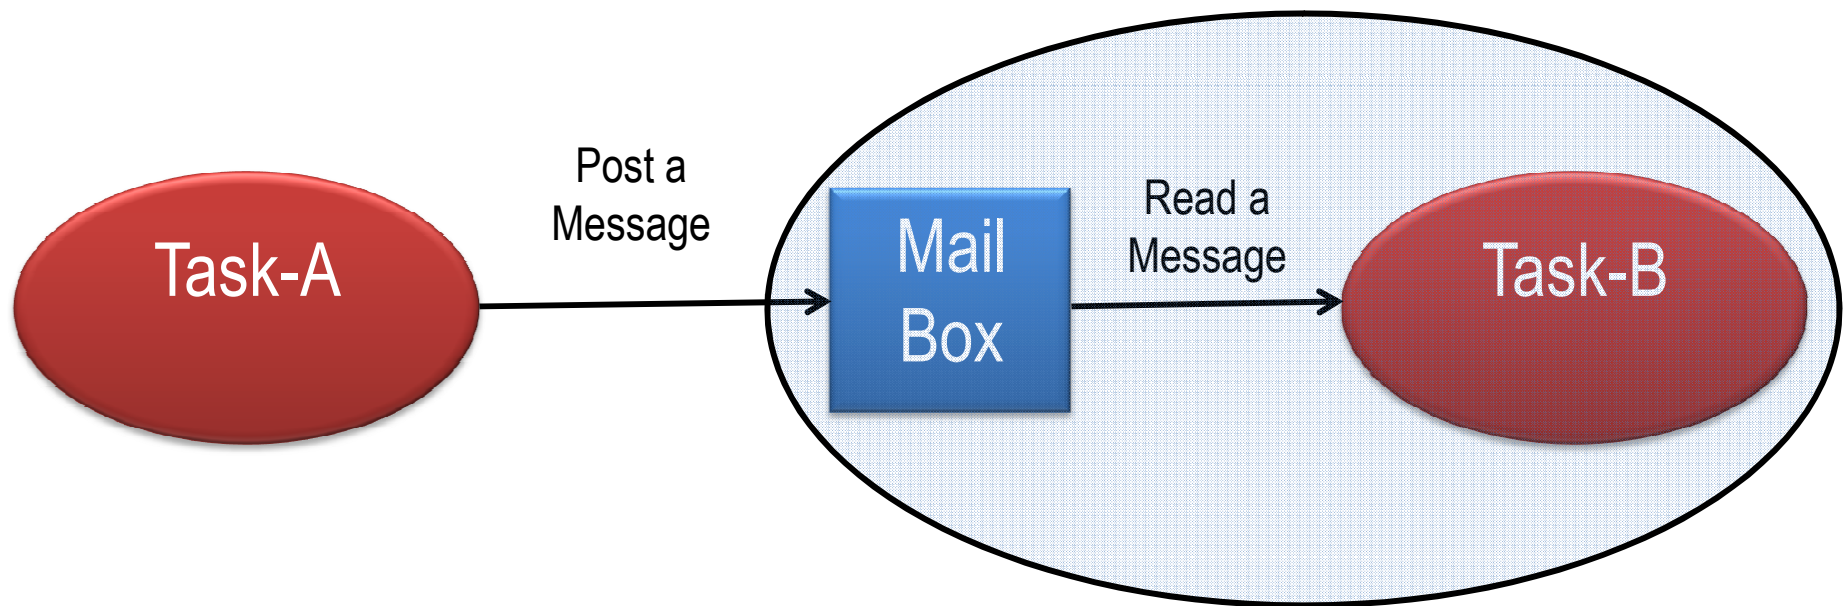 Task-A
Post a
Message
Mail
Box
Read a
Message
Task-B